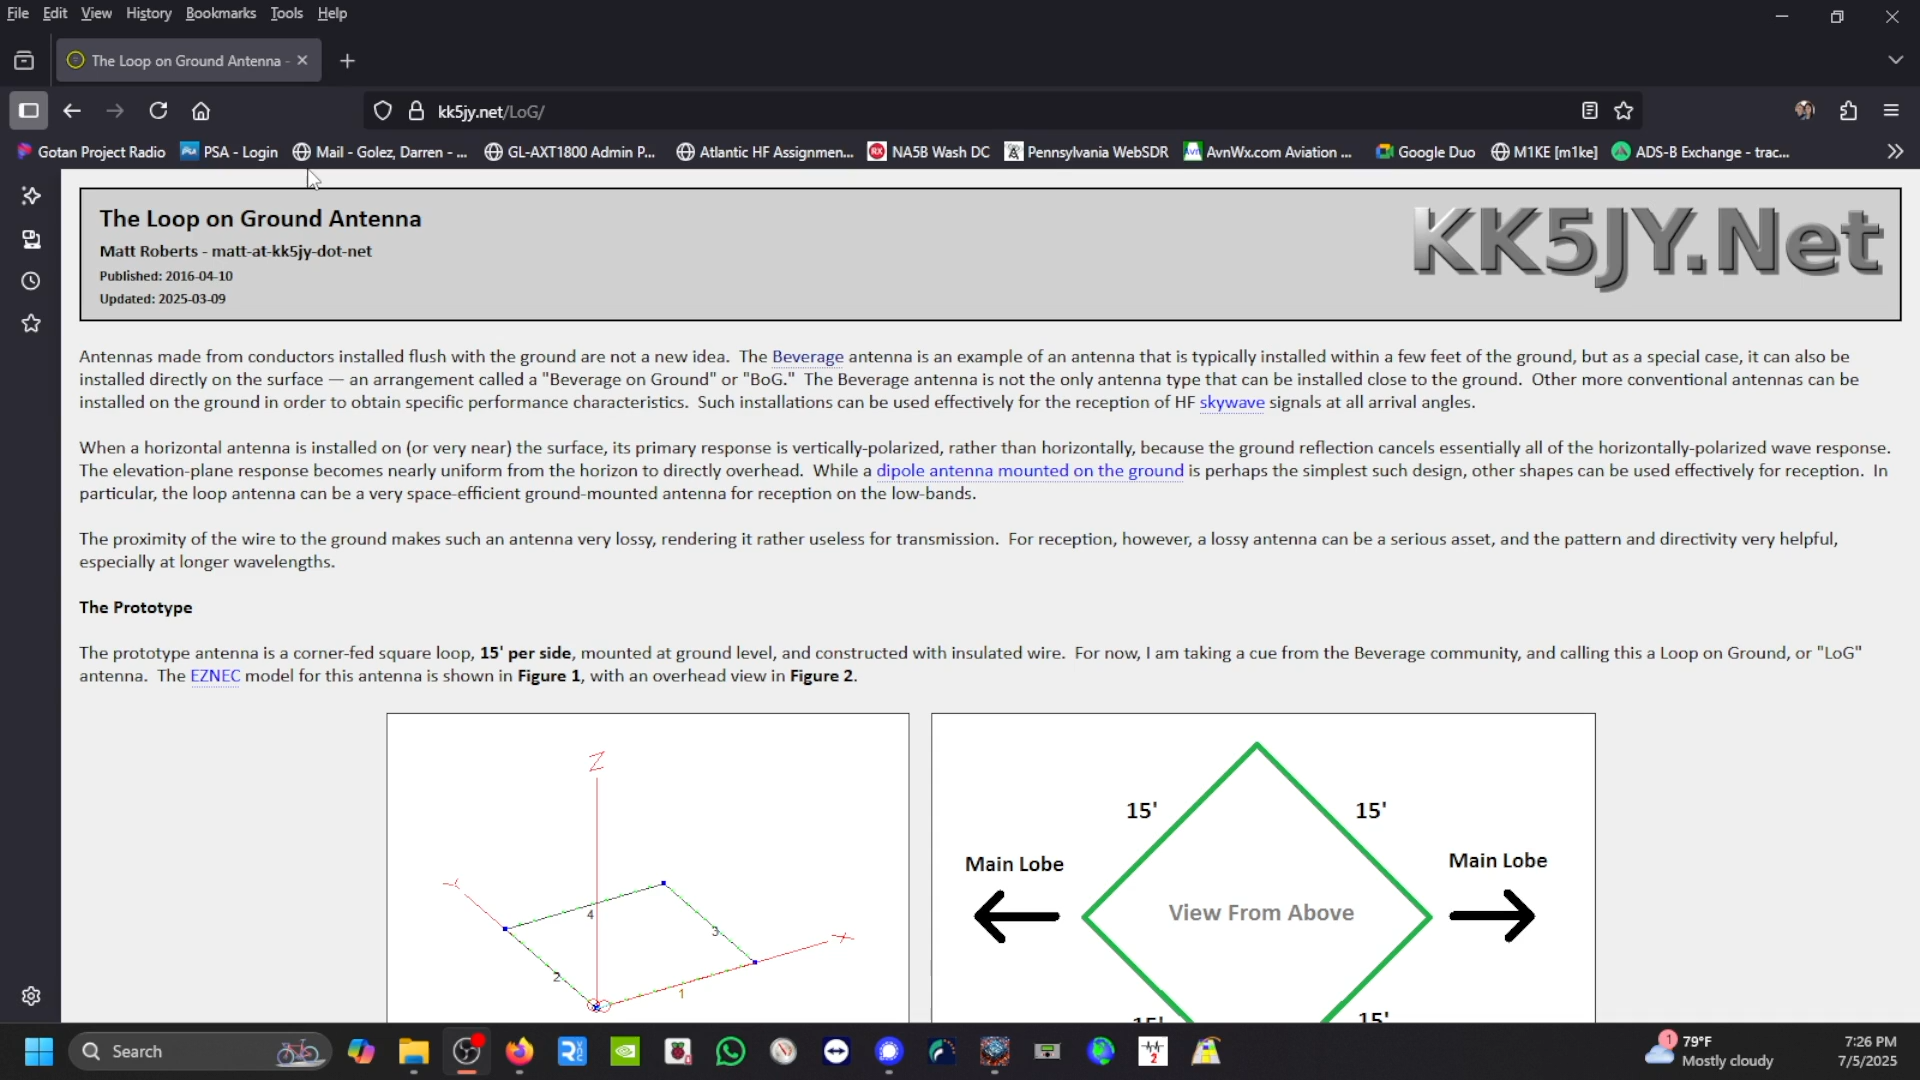 File Edit View History Bookmarks Tools Help
The Loop on Ground Antenna -
kk5jy.net/LoG/
Gotan Project Radio PSA - Login Mail - Golez, Darren - ... GL-AXT1800 Admin P... Atlantic HF Assignmen... NA5B Wash DC Pennsylvania WebSDR AvnWx.com Aviation ... Google Duo M1KE [m1ke] ADS-B Exchange - trac...
The Loop on Ground Antenna
KK5JY.Net
Matt Roberts - matt-at-kk5jy-dot-net
Published: 2016-04-10
Updated: 2025-03-09
Antennas made from conductors installed flush with the ground are not a new idea. The Beverage antenna is an example of an antenna that is typically installed within a few feet of the ground, but as a special case, it can also be
installed directly on the surface — an arrangement called a "Beverage on Ground" or "BoG." The Beverage antenna is not the only antenna type that can be installed close to the ground. Other more conventional antennas can be
installed on the ground in order to obtain specific performance characteristics. Such installations can be used effectively for the reception of HF skywave signals at all arrival angles.
When a horizontal antenna is installed on (or very near) the surface, its primary response is vertically-polarized, rather than horizontally, because the ground reflection cancels essentially all of the horizontally-polarized wave response.
The elevation-plane response becomes nearly uniform from the horizon to directly overhead. While a dipole antenna mounted on the ground is perhaps the simplest such design, other shapes can be used effectively for reception. In
particular, the loop antenna can be a very space-efficient ground-mounted antenna for reception on the low-bands.
The proximity of the wire to the ground makes such an antenna very lossy, rendering it rather useless for transmission. For reception, however, a lossy antenna can be a serious asset, and the pattern and directivity very helpful,
especially at longer wavelengths.
The Prototype
The prototype antenna is a corner-fed square loop, 15' per side, mounted at ground level, and constructed with insulated wire. For now, I am taking a cue from the Beverage community, and calling this a Loop on Ground, or "LoG"
antenna. The EZNEC model for this antenna is shown in Figure 1, with an overhead view in Figure 2.
Z
Y
X
4
3
2
1
15' 15'
Main Lobe Main Lobe
View From Above
15' 15'
Search
79°F
Mostly cloudy
7:26 PM
7/5/2025